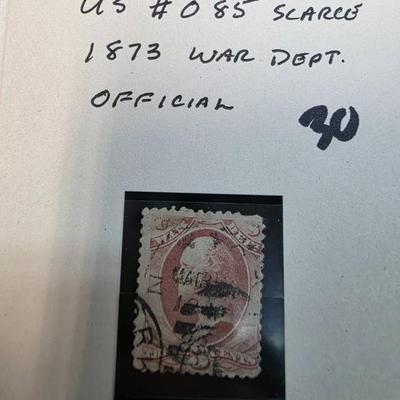 US #O85 SCARCE
1873 WAR DEPT.
OFFICIAL
30